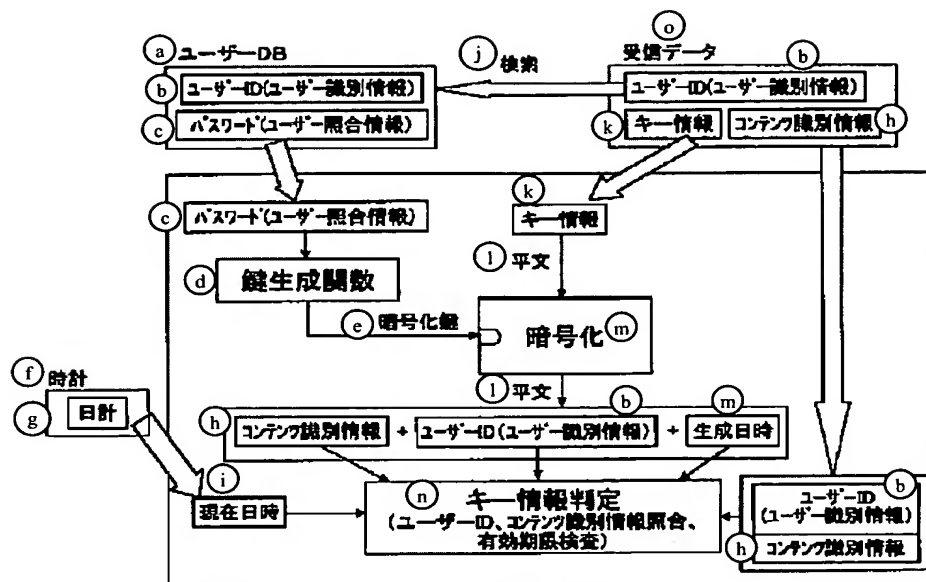 o
a ユーザーDB
j 検索
受信データ
b
b ユーザーID(ユーザー識別情報)
ユーザーID(ユーザー識別情報)
c パスワード(ユーザー照合情報)
k キー情報
コンテンツ識別情報 h
k
c パスワード(ユーザー照合情報)
キー情報
l 平文
d 鍵生成関数
e 暗号化鍵
暗号化 m
f 時計
l 平文
g 日計
b
m
h コンテンツ識別情報 + ユーザーID(ユーザー識別情報) + 生成日時
i
現在日時
n キー情報判定
(ユーザーID、コンテンツ識別情報照合、
有効期限検査)
b
ユーザーID
(ユーザー識別情報)
h コンテンツ識別情報